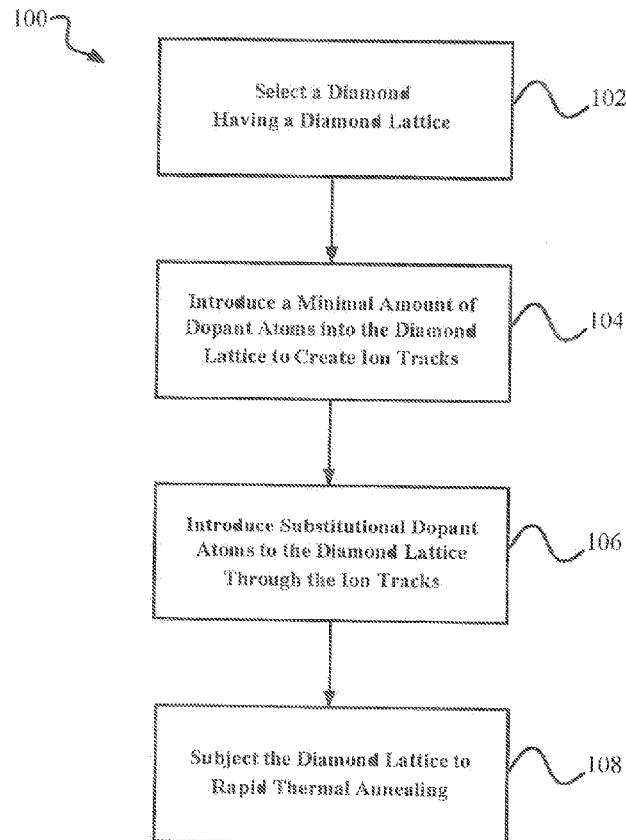 100
Select a Diamond
Having a Diamond Lattice
102
Introduce a Minimal Amount of
Dopant Atoms into the Diamond
Lattice to Create Ion Tracks
104
Introduce Substitutional Dopant
Atoms to the Diamond Lattice
Through the Ion Tracks
106
Subject the Diamond Lattice to
Rapid Thermal Annealing
108